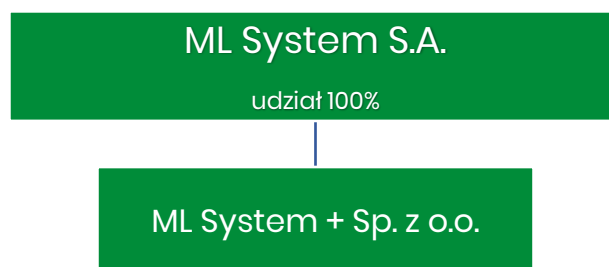 ML System S.A.
udział 100%
ML System + Sp. z o.o.